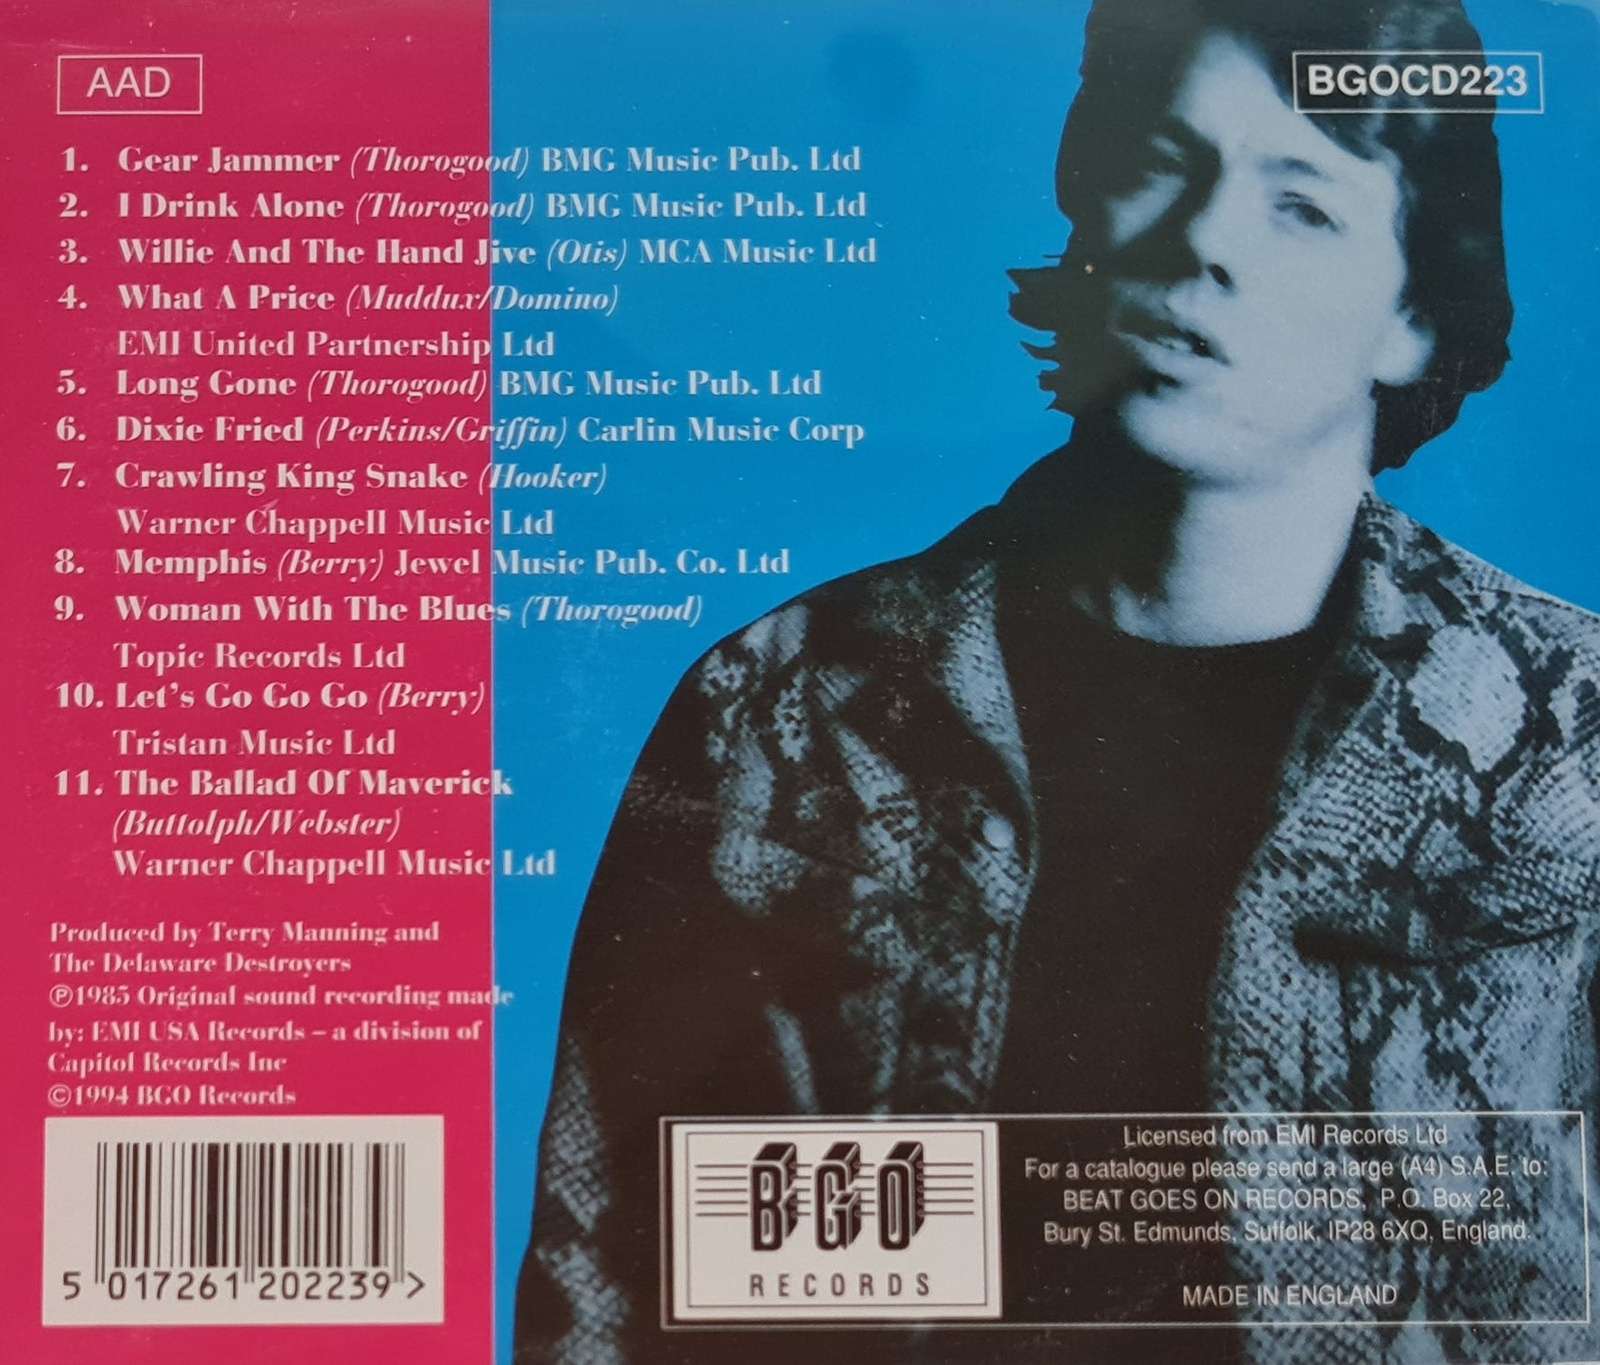 AAD
BGOCD223
1. Gear Jammer (Thorogood) BMG Music Pub. Ltd
2. I Drink Alone (Thorogood) BMG Music Pub. Ltd
3. Willie And The Hand Jive (Otis) MCA Music Ltd
4. What A Price (Muddux/Domino)
EMI United Partnership Ltd
5. Long Gone (Thorogood) BMG Music Pub. Ltd
6. Dixie Fried (Perkins/Griffin) Carlin Music Corp
7. Crawling King Snake (Hooker)
Warner Chappell Music Ltd
8. Memphis (Berry) Jewel Music Pub. Co. Ltd
9. Woman With The Blues (Thorogood)
Topic Records Ltd
10. Let's Go Go Go (Berry)
Tristan Music Ltd
11. The Ballad Of Maverick
(Buttolph/Webster)
Warner Chappell Music Ltd
Produced by Terry Manning and
The Delaware Destroyers
℗1985 Original sound recording made
by: EMI USA Records – a division of
Capitol Records Inc
©1994 BGO Records
5 017261 202239 >
BGO
RECORDS
Licensed from EMI Records Ltd
For a catalogue please send a large (A4) S.A.E. to:
BEAT GOES ON RECORDS, P.O. Box 22,
Bury St. Edmunds, Suffolk, IP28 6XQ, England.
MADE IN ENGLAND